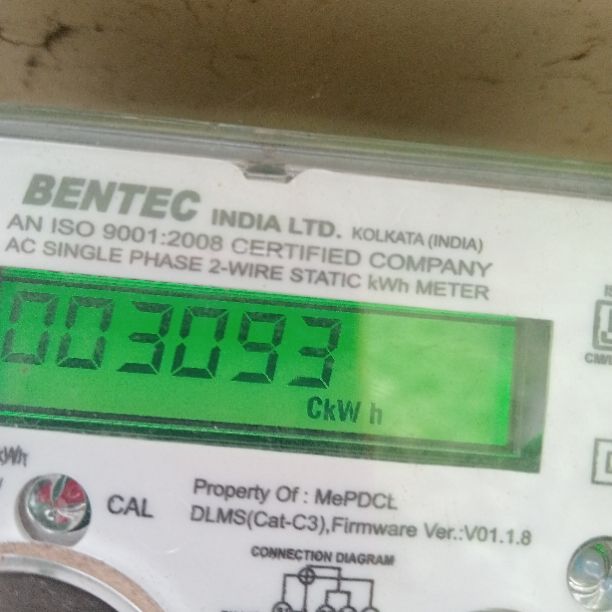 BENTEC INDIA LTD. KOLKATA (INDIA)
AN ISO 9001:2008 CERTIFIED COMPANY
AC SINGLE PHASE 2-WIRE STATIC kWh METER
003093
CkW h
kWh
CAL
Property Of : MePDCL
DLMS(Cat-C3),Firmware Ver.:V01.1.8
CONNECTION DIAGRAM